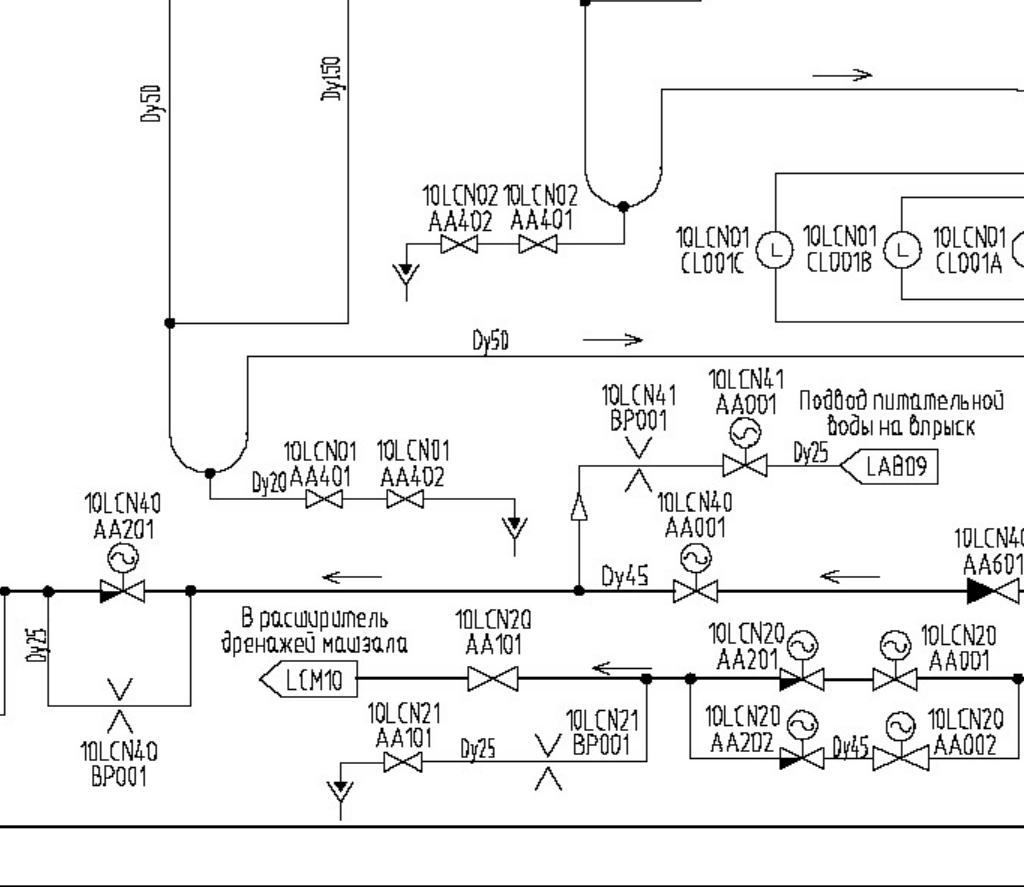 Dy50
Dy150
10LCN02 10LCN02
AA402 AA401
10LCN01 10LCN01 10LCN01
CL001C CL001B CL001A
L L
Dy50
10LCN41
BP001
10LCN41
AA001
Подвод питательной
воды на впрыск
Dy25
LAB09
10LCN01 10LCN01
AA401 AA402
Dy20
10LCN40
AA201
10LCN40
AA001
10LCN40
AA601
Dy45
Dy25
В расширитель
дренажей машзала
LCM10
10LCN20
AA101
10LCN20
AA201
10LCN20
AA001
10LCN21
AA101
Dy25
10LCN21
BP001
10LCN20
AA202
Dy45
10LCN20
AA002
10LCN40
BP001